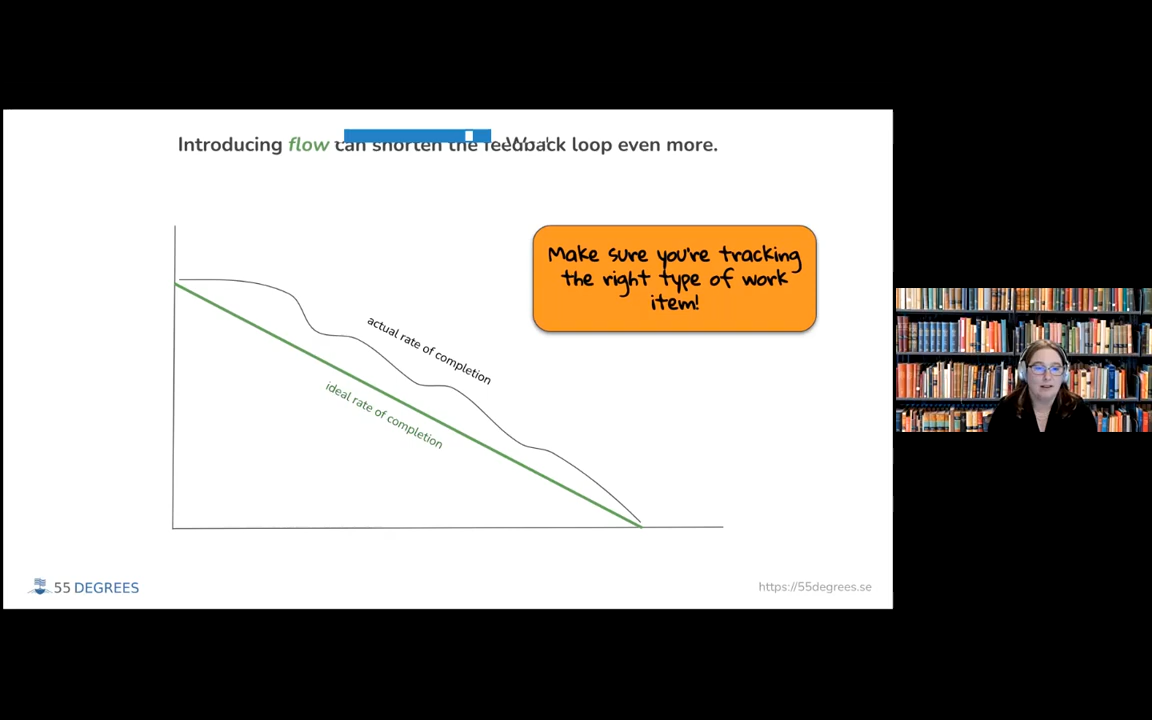 Introducing flow can shorten the feedback loop even more.
Make sure you're tracking
the right type of work
item!
actual rate of completion
ideal rate of completion
55 DEGREES
https://55degrees.se